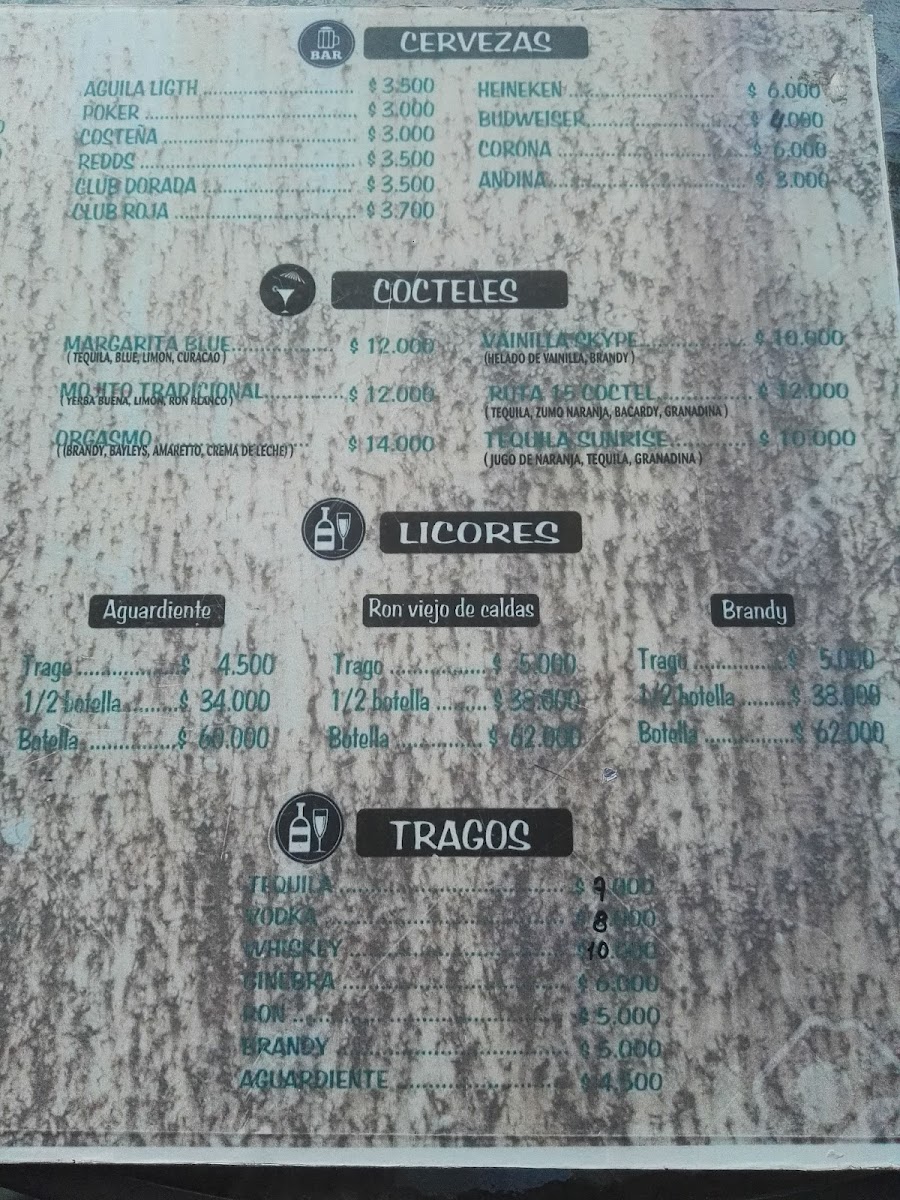 BAR
CERVEZAS
AGUILA LIGTH ........ $ 3.500
POKER ........ $ 3.000
COSTEÑA ........ $ 3.000
REDDS ........ $ 3.500
CLUB DORADA ........ $ 3.500
CLUB ROJA ........ $ 3.700
HEINEKEN ........ $ 6.000
BUDWEISER ........ $ 4.000
CORONA ........ $ 6.000
ANDINA ........ $ 3.000
COCTELES
MARGARITA BLUE ........ $ 12.000
( TEQUILA, BLUE, LIMON, CURACAO )
MOJITO TRADICIONAL ........ $ 12.000
( YERBA BUENA, LIMON, RON BLANCO )
ORGASMO ........ $ 14.000
( (BRANDY, BAYLEYS, AMARETTO, CREMA DE LECHE) )
VAINILLA SKYPE ........ $ 10.000
(HELADO DE VAINILLA, BRANDY )
RUTA 15 COCTEL ........ $ 12.000
( TEQUILA, ZUMO NARANJA, BACARDY, GRANADINA )
TEQUILA SUNRISE ........ $ 10.000
( JUGO DE NARANJA, TEQUILA, GRANADINA )
LICORES
Aguardiente
Trago ........ $ 4.500
1/2 botella ........ $ 34.000
Botella ........ $ 60.000
Ron viejo de caldas
Trago ........ $ 5.000
1/2 botella ........ $ 38.000
Botella ........ $ 62.000
Brandy
Trago ........ $ 5.000
1/2 botella ........ $ 38.000
Botella ........ $ 62.000
TRAGOS
TEQUILA ........ $ 9.000
VODKA ........ $ 8.000
WHISKEY ........ $ 10.000
GINEBRA ........ $ 6.000
RON ........ $ 5.000
BRANDY ........ $ 5.000
AGUARDIENTE ........ $ 4.500